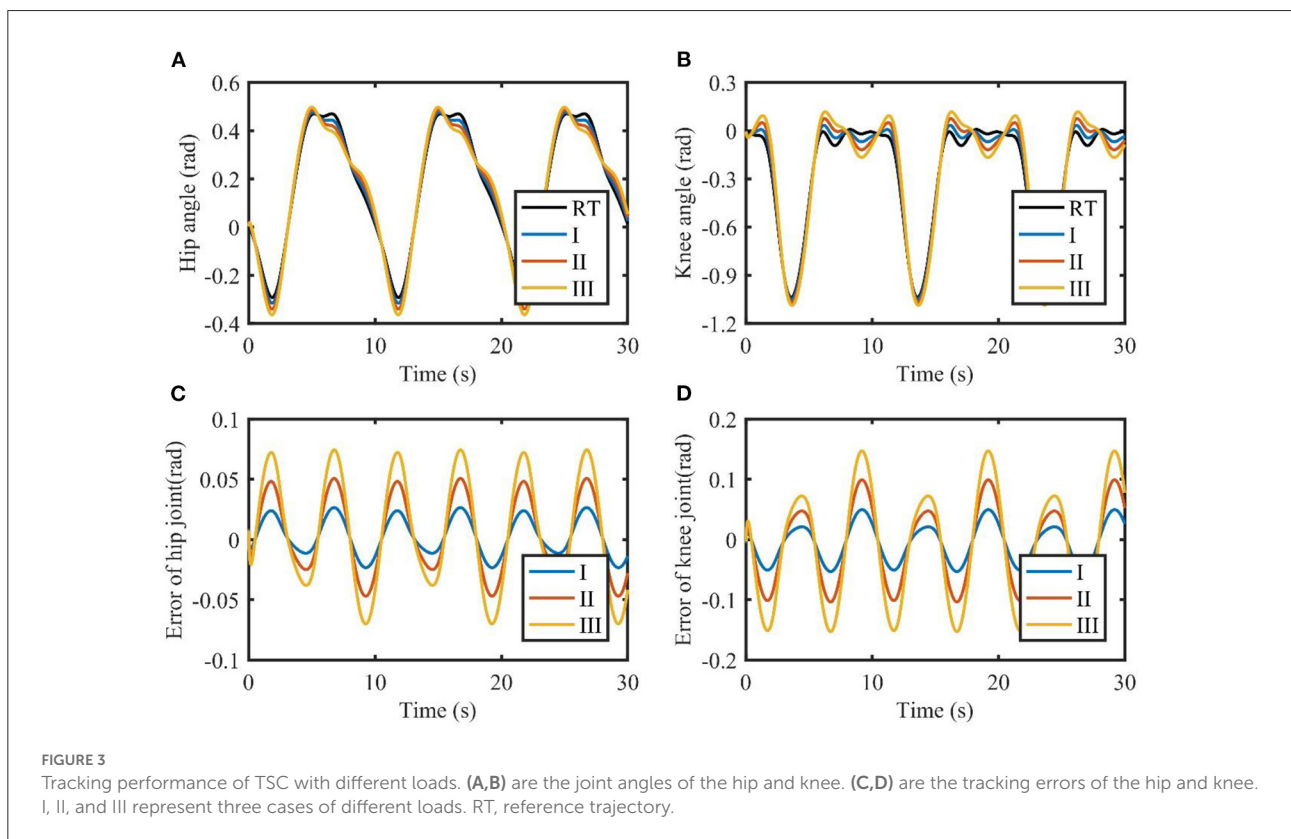 A
0.6
0.4
0.2
0
-0.2
-0.4
Hip angle (rad)
RT
I
II
III
0
10
20
30
Time (s)
B
0.3
0
-0.3
-0.6
-0.9
-1.2
Knee angle (rad)
RT
I
II
III
0
10
20
30
Time (s)
C
0.1
0.05
0
-0.05
-0.1
Error of hip joint(rad)
I
II
III
0
10
20
30
Time (s)
D
0.2
0.1
0
-0.1
-0.2
Error of knee joint(rad)
I
II
III
0
10
20
30
Time (s)
FIGURE 3
Tracking performance of TSC with different loads. (A,B) are the joint angles of the hip and knee. (C,D) are the tracking errors of the hip and knee.
I, II, and III represent three cases of different loads. RT, reference trajectory.